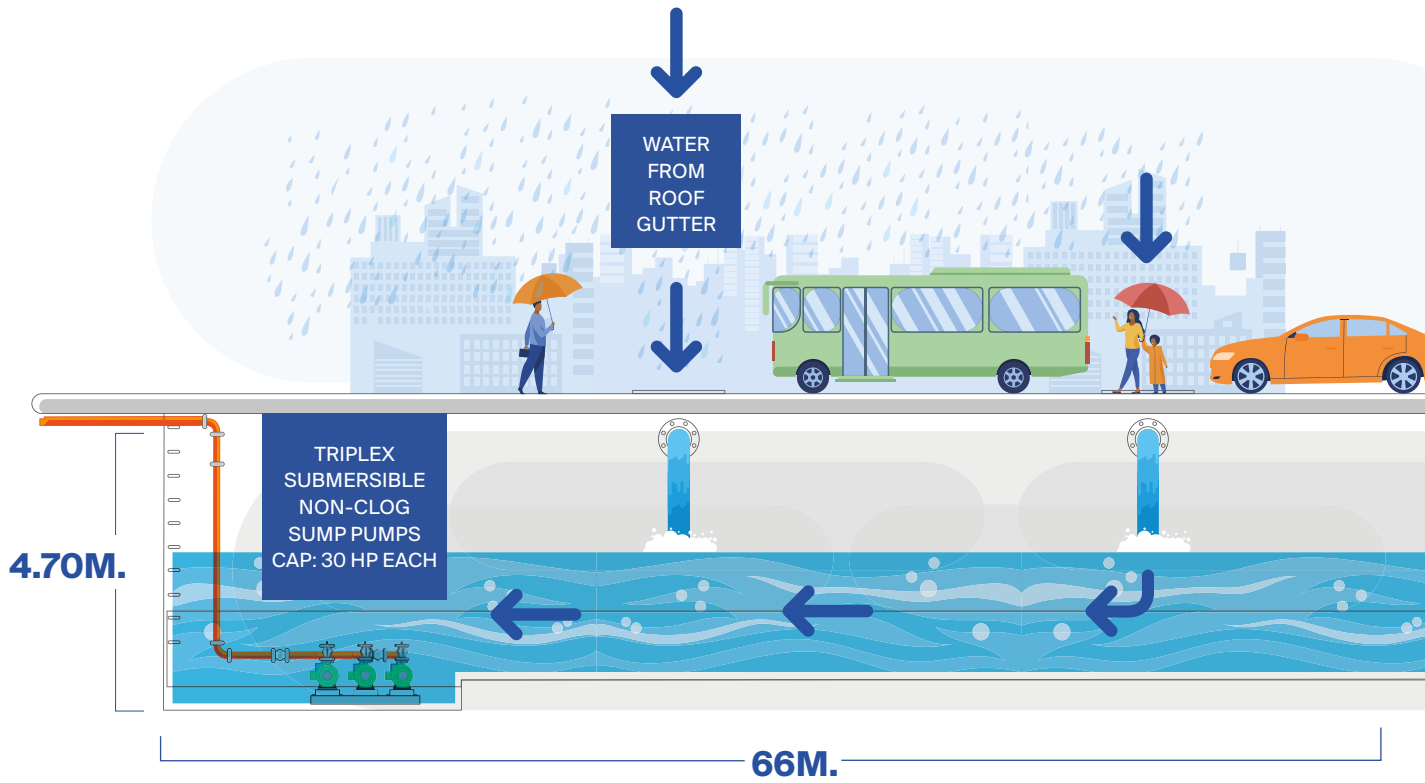 WATER
FROM
ROOF
GUTTER
TRIPLEX
SUBMERSIBLE
NON-CLOG
SUMP PUMPS
CAP: 30 HP EACH
4.70M.
66M.